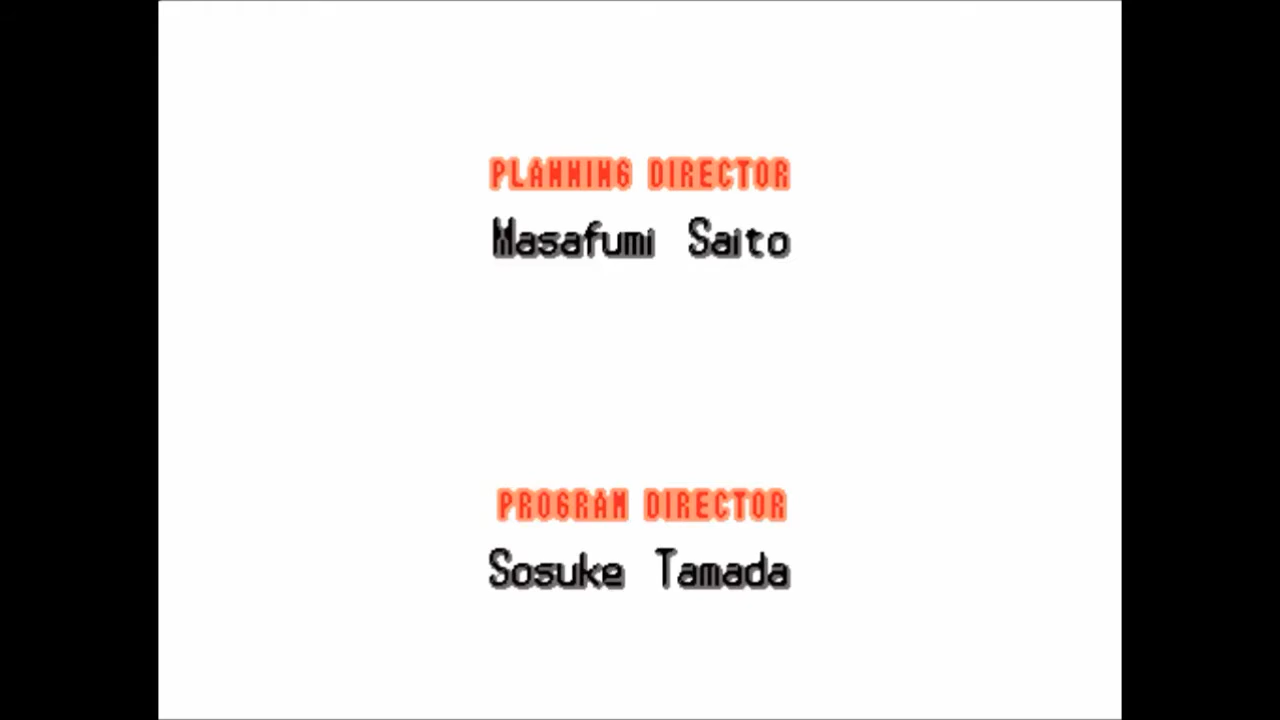 PLANNING DIRECTOR
Masafumi Saito
PROGRAM DIRECTOR
Sosuke Tamada